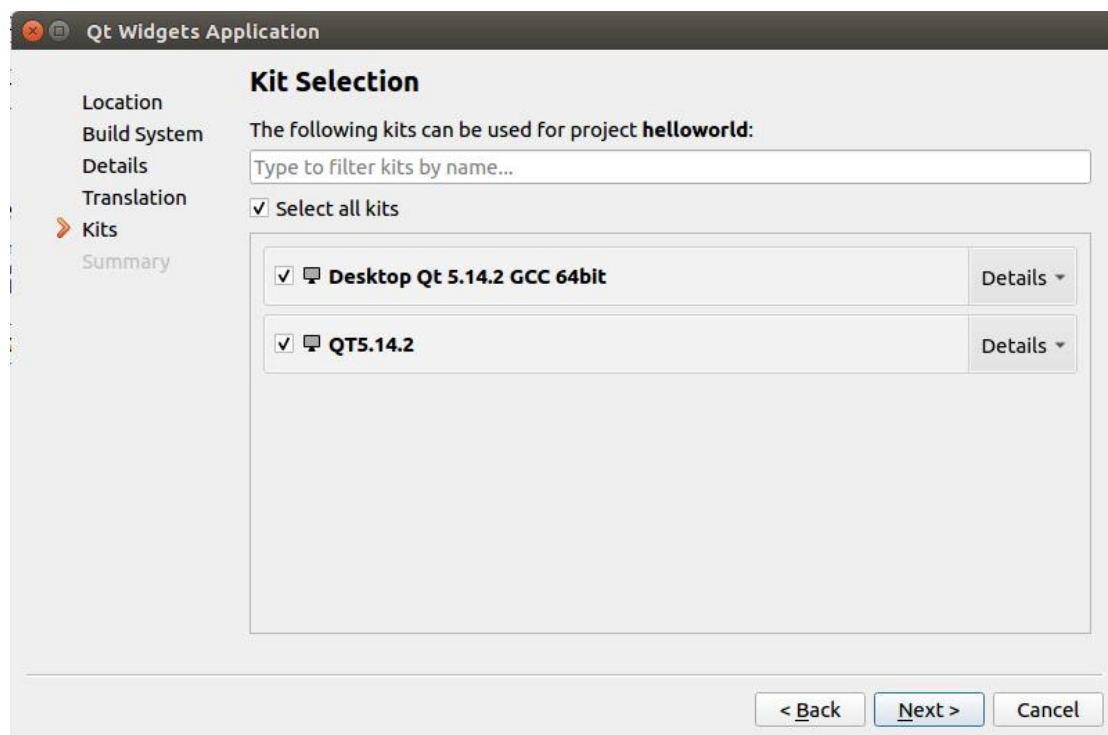 Qt Widgets Application
Location
Build System
Details
Translation
Kits
Summary
Kit Selection
The following kits can be used for project helloworld:
Type to filter kits by name...
Select all kits
Desktop Qt 5.14.2 GCC 64bit
Details
QT5.14.2
Details
< Back
Next >
Cancel